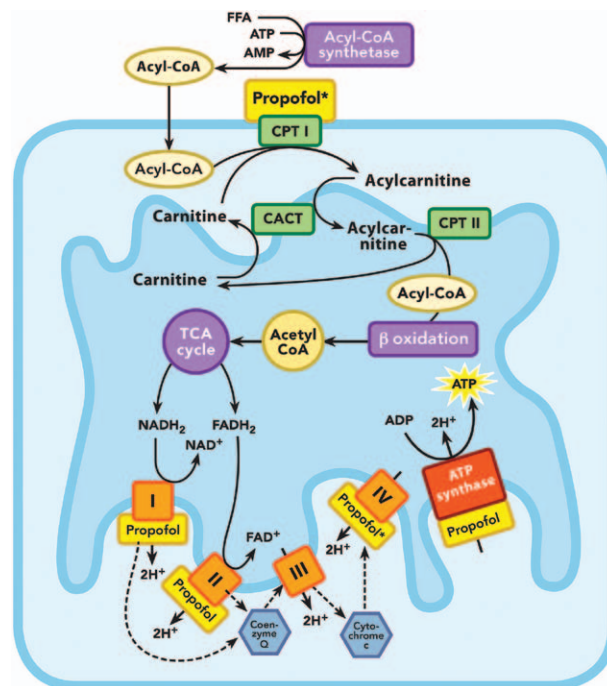 FFA
ATP
AMP
Acyl-CoA
synthetase
Acyl-CoA
Propofol*
CPT I
Acyl-CoA
Acylcarnitine
Carnitine
CACT
Acylcar-
nitine
CPT II
Carnitine
Acyl-CoA
TCA
cycle
Acetyl
CoA
β oxidation
ATP
NADH2
FADH2
NAD+
ADP
2H+
I
Propofol
2H+
II
Propofol
2H+
FAD+
III
2H+
IV
Propofol*
2H+
ATP
synthase
Propofol
Coen-
zyme
Q
Cyto-
chrome
c